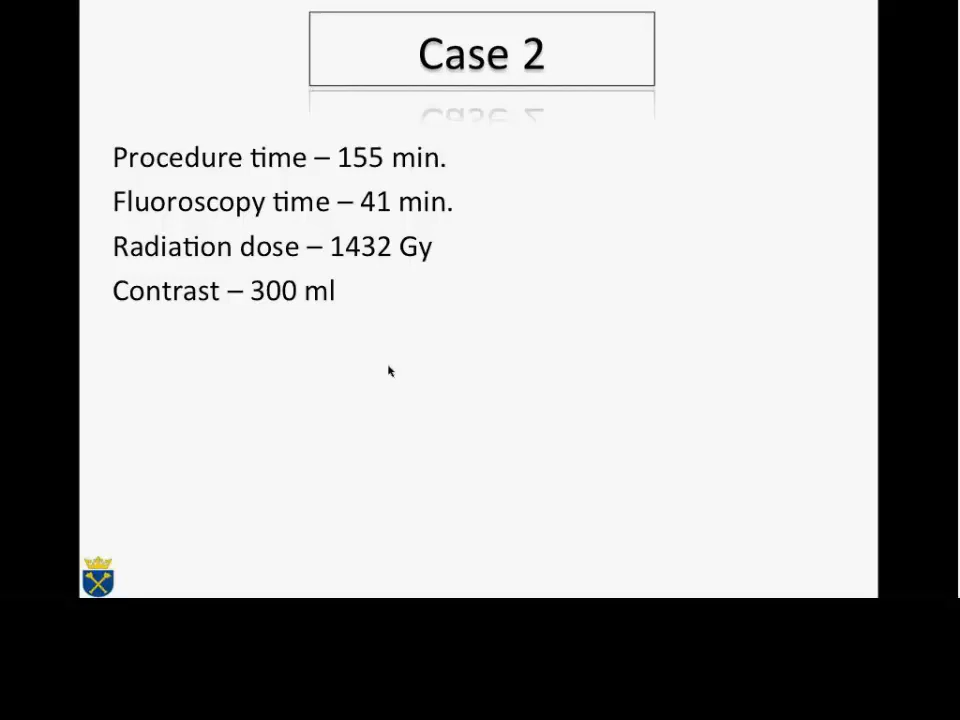 Case 2
Procedure time – 155 min.
Fluoroscopy time – 41 min.
Radiation dose – 1432 Gy
Contrast – 300 ml